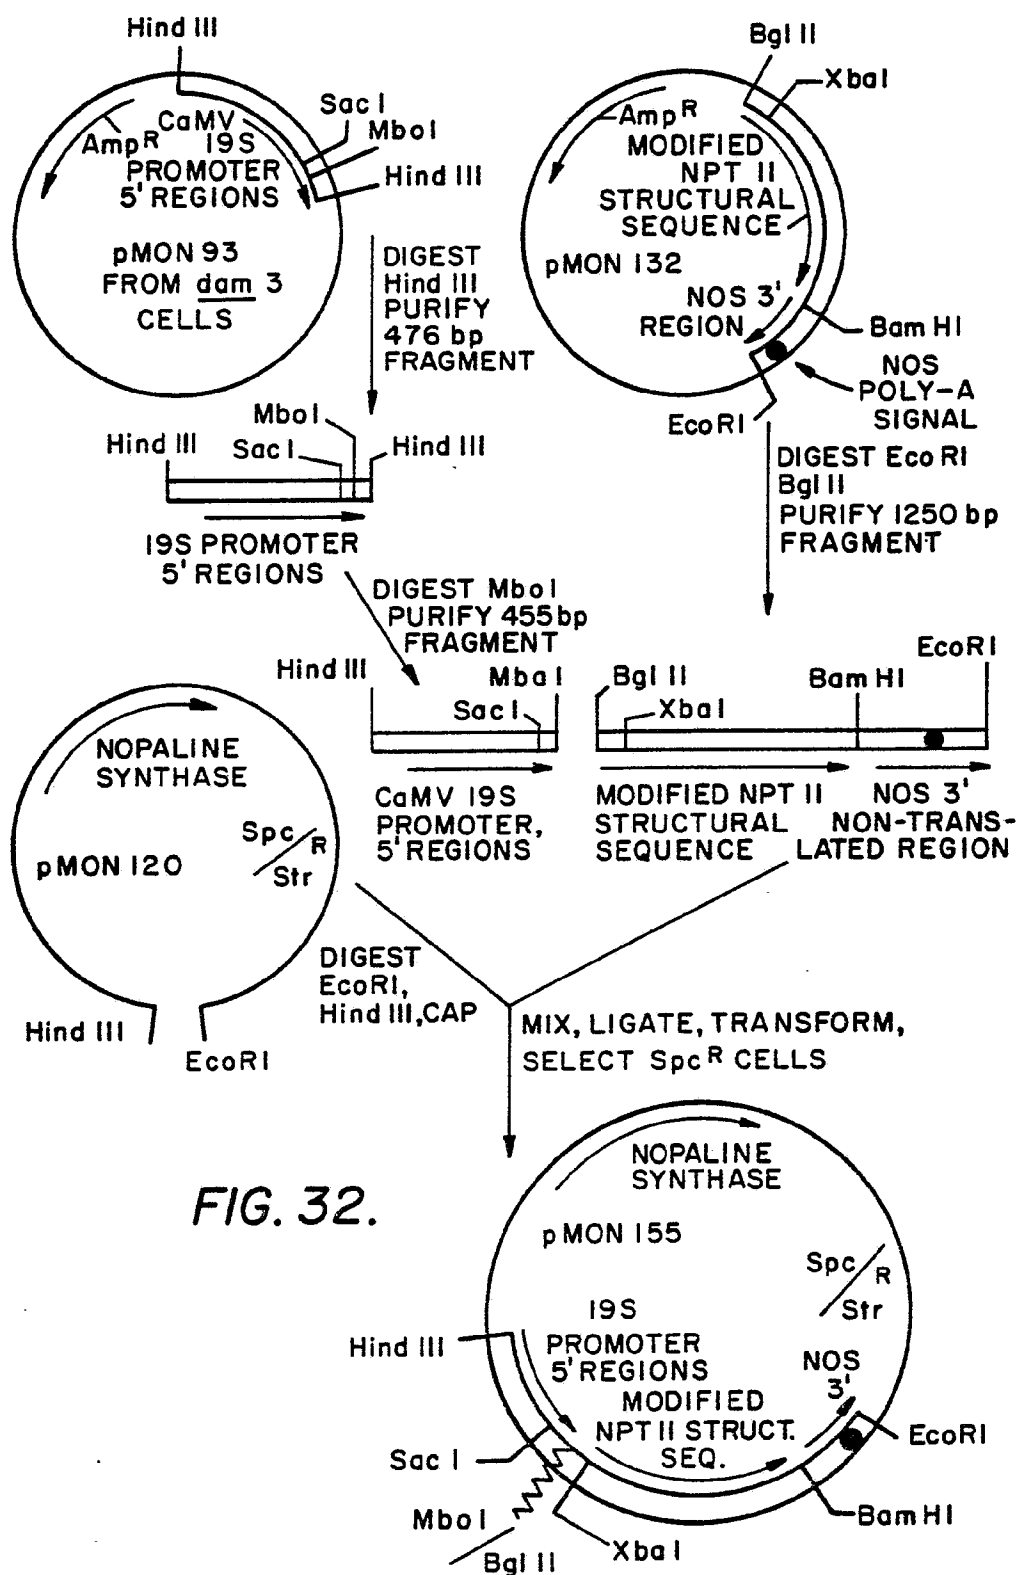 Hind III
Sac I
Mbo I
Hind III
Amp R
CaMV
19S
PROMOTER
5' REGIONS
pMON 93
FROM dam 3
CELLS
DIGEST
Hind III
PURIFY
476 bp
FRAGMENT
Bgl II
XbaI
Amp R
MODIFIED
NPT II
STRUCTURAL
SEQUENCE
pMON 132
NOS 3'
REGION
Bam HI
NOS
POLY-A
SIGNAL
EcoRI
DIGEST EcoRI
Bgl II
PURIFY 1250 bp
FRAGMENT
Hind III
Sac I
Mbo I
Hind III
19S PROMOTER
5' REGIONS
DIGEST Mbo I
PURIFY 455bp
FRAGMENT
Hind III
Sac I
Mba I
CaMV 19S
PROMOTER,
5' REGIONS
Bgl II
XbaI
Bam HI
EcoRI
MODIFIED NPT II
STRUCTURAL
SEQUENCE
NOS 3'
NON-TRANS-
LATED REGION
NOPALINE
SYNTHASE
pMON 120
Spc
Str
R
Hind III
EcoRI
DIGEST
EcoRI,
Hind III, CAP
MIX, LIGATE, TRANSFORM,
SELECT Spc R CELLS
FIG. 32.
NOPALINE
SYNTHASE
pMON 155
Spc
Str
R
19S
PROMOTER
5' REGIONS
MODIFIED
NPT II STRUCT.
SEQ.
NOS
3'
Hind III
Sac I
Mbo I
Bgl II
Xba I
Bam HI
EcoRI